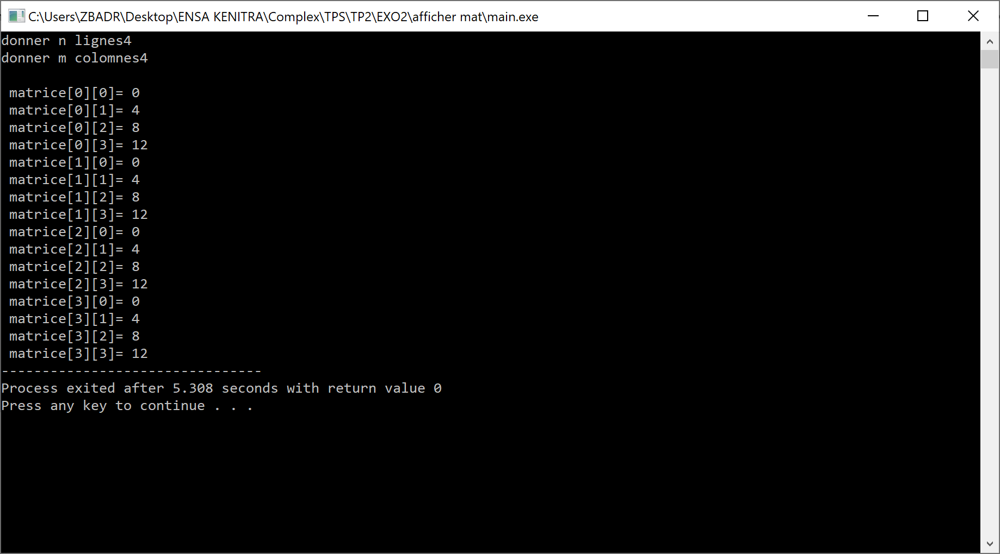 C:\Users\ZBADR\Desktop\ENSA KENITRA\Complex\TPS\TP2\EXO2\afficher mat\main.exe
donner n lignes4
donner m colomnes4
matrice[0][0]= 0
matrice[0][1]= 4
matrice[0][2]= 8
matrice[0][3]= 12
matrice[1][0]= 0
matrice[1][1]= 4
matrice[1][2]= 8
matrice[1][3]= 12
matrice[2][0]= 0
matrice[2][1]= 4
matrice[2][2]= 8
matrice[2][3]= 12
matrice[3][0]= 0
matrice[3][1]= 4
matrice[3][2]= 8
matrice[3][3]= 12
--------------------------------
Process exited after 5.308 seconds with return value 0
Press any key to continue . . .